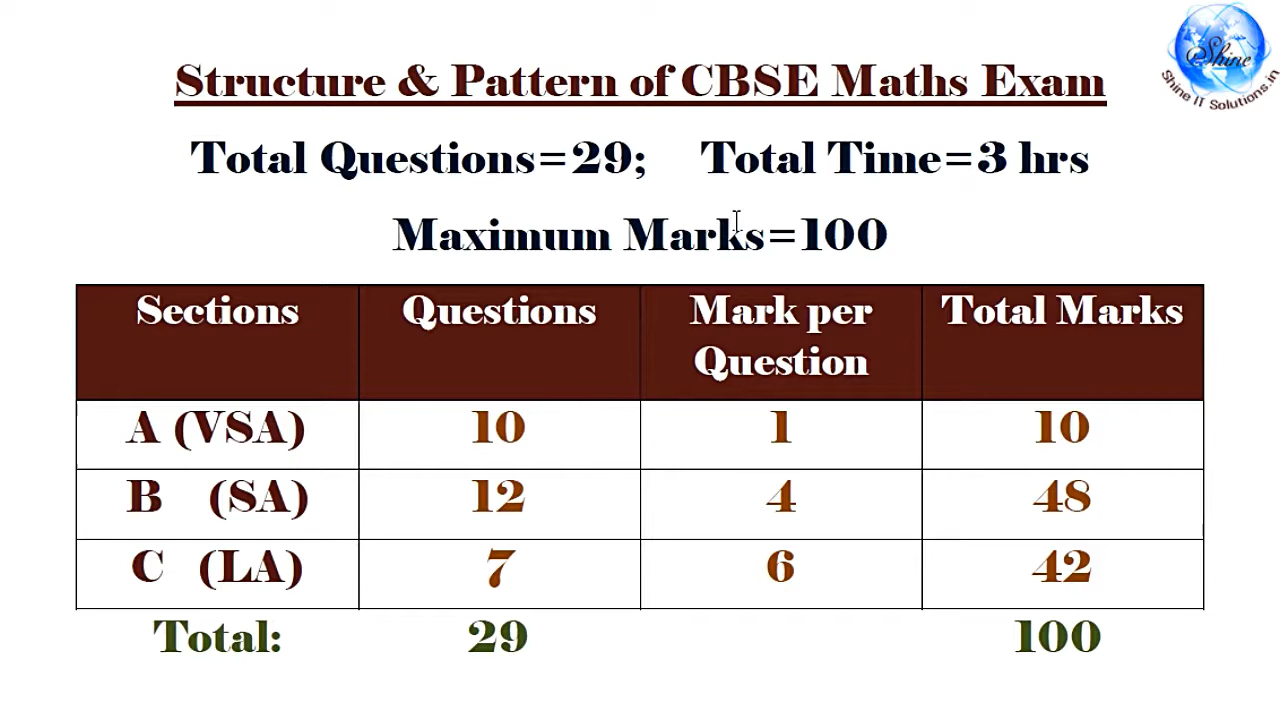 Shine
Shine IT Solutions.in
Structure & Pattern of CBSE Maths Exam
Total Questions=29; Total Time=3 hrs
Maximum Marks=100
Sections Questions Mark per Question Total Marks
A (VSA) 10 1 10
B (SA) 12 4 48
C (LA) 7 6 42
Total: 29 100